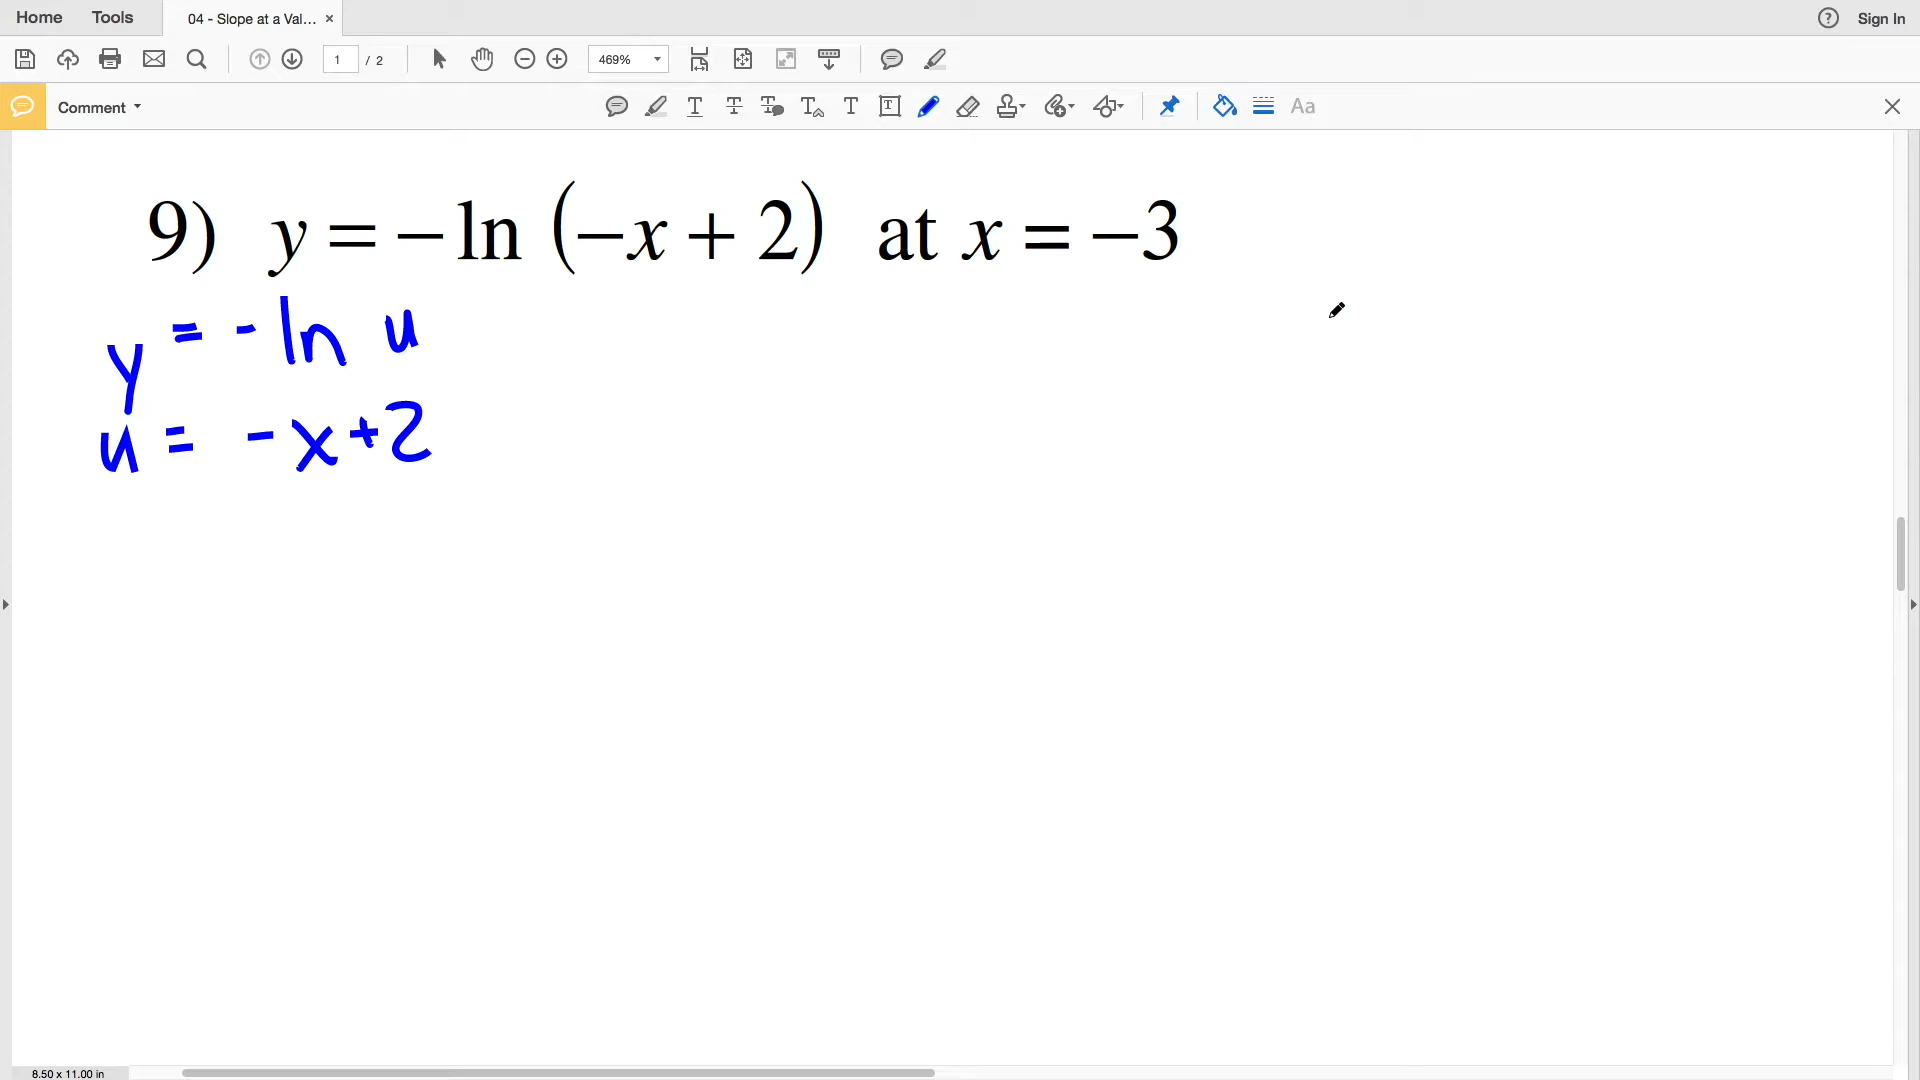 Home Tools 04 - Slope at a Val... × ? Sign In
1 / 2 469%
Comment T T T T T T Aa
9) y = −ln (−x + 2) at x = −3
y = - ln u
u = - x+2
8.50 x 11.00 in